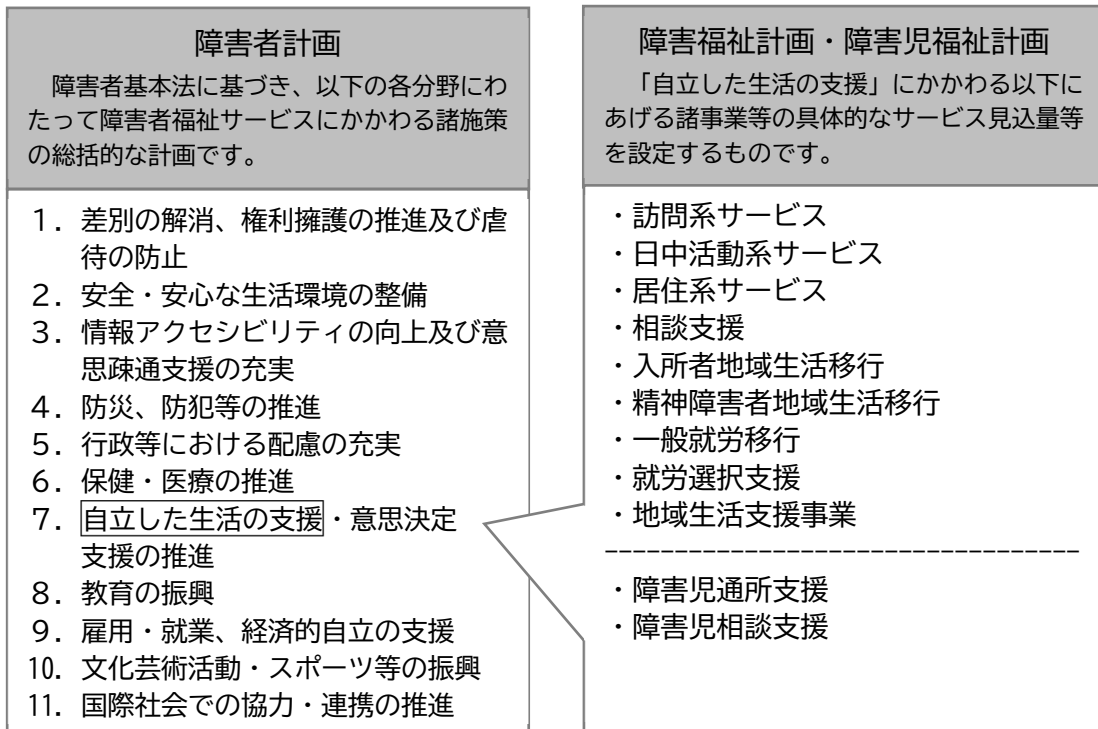 障害者計画
障害者基本法に基づき、以下の各分野にわ
たって障害者福祉サービスにかかわる諸施策
の総括的な計画です。
1．差別の解消、権利擁護の推進及び虐
待の防止
2．安全・安心な生活環境の整備
3．情報アクセシビリティの向上及び意
思疎通支援の充実
4．防災、防犯等の推進
5．行政等における配慮の充実
6．保健・医療の推進
7．自立した生活の支援・意思決定
支援の推進
8．教育の振興
9．雇用・就業、経済的自立の支援
10．文化芸術活動・スポーツ等の振興
11．国際社会での協力・連携の推進
障害福祉計画・障害児福祉計画
「自立した生活の支援」にかかわる以下に
あげる諸事業等の具体的なサービス見込量等
を設定するものです。
・訪問系サービス
・日中活動系サービス
・居住系サービス
・相談支援
・入所者地域生活移行
・精神障害者地域生活移行
・一般就労移行
・就労選択支援
・地域生活支援事業
・障害児通所支援
・障害児相談支援